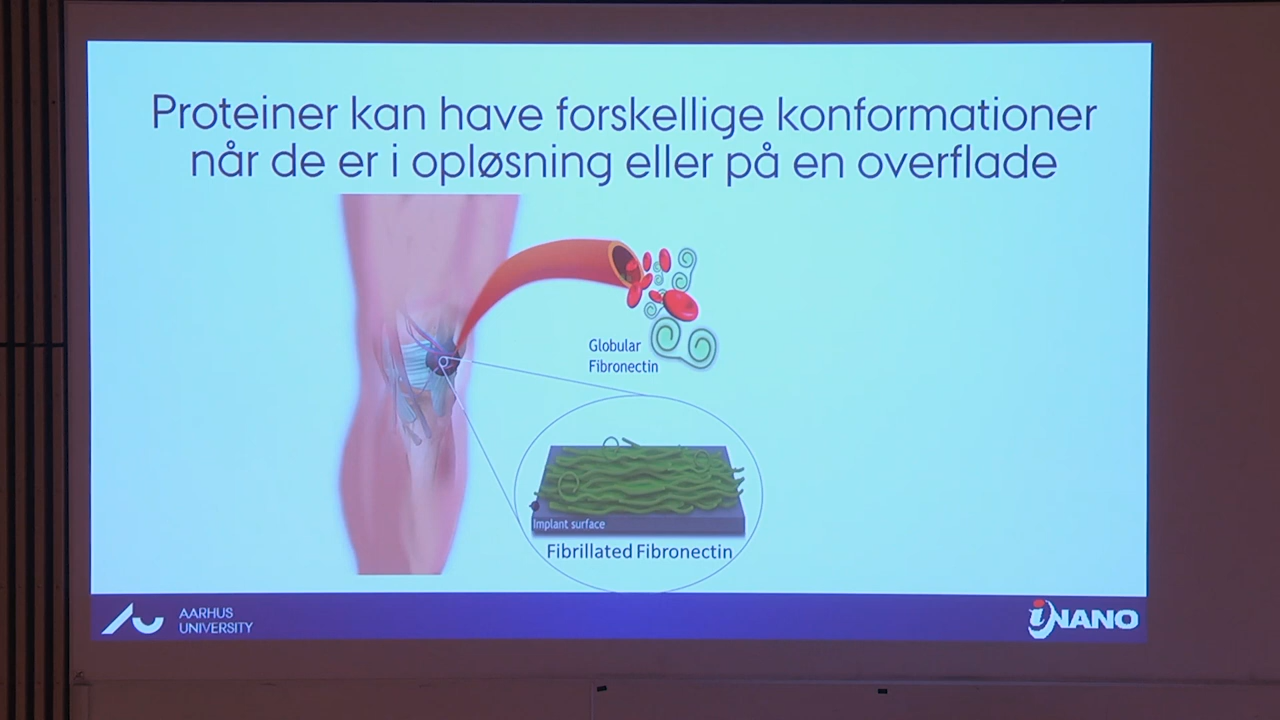 Proteiner kan have forskellige konformationer
når de er i opløsning eller på en overflade
Globular
Fibronectin
Implant surface
Fibrillated Fibronectin
AARHUS
UNIVERSITY
iNANO